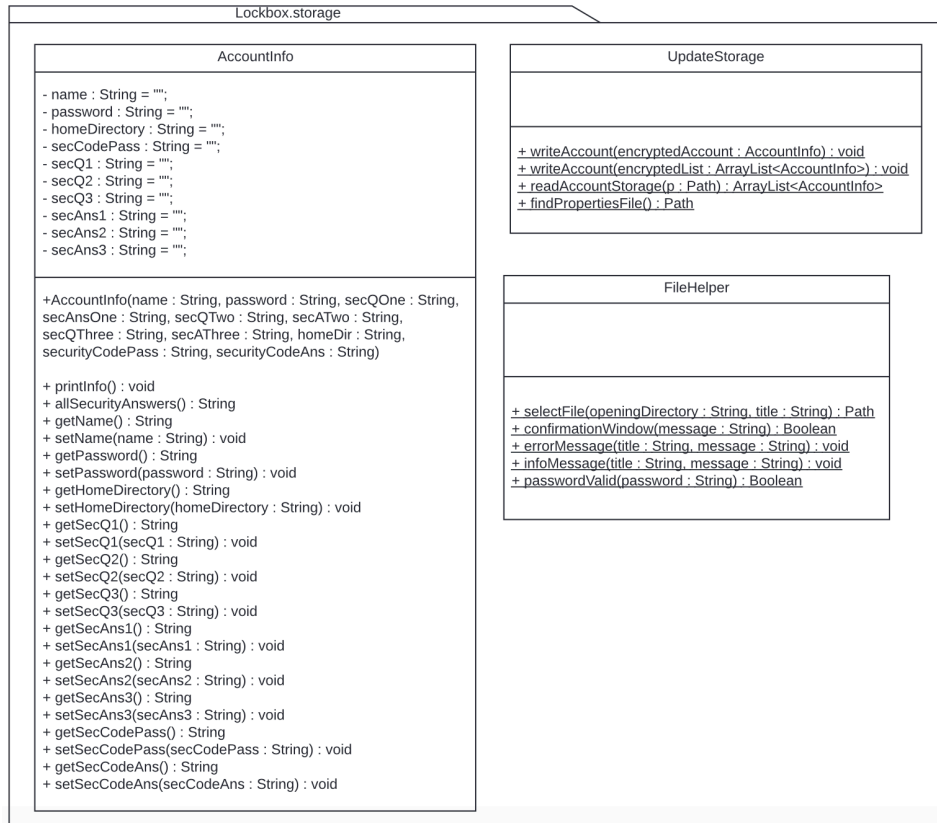 Lockbox.storage
AccountInfo
- name : String = "";
- password : String = "";
- homeDirectory : String = "";
- secCodePass : String = "";
- secQ1 : String = "";
- secQ2 : String = "";
- secQ3 : String = "";
- secAns1 : String = "";
- secAns2 : String = "";
- secAns3 : String = "";
+AccountInfo(name : String, password : String, secQOne : String,
secAnsOne : String, secQTwo : String, secATwo : String,
secQThree : String, secAThree : String, homeDir : String,
securityCodePass : String, securityCodeAns : String)
+ printInfo() : void
+ allSecurityAnswers() : String
+ getName() : String
+ setName(name : String) : void
+ getPassword() : String
+ setPassword(password : String) : void
+ getHomeDirectory() : String
+ setHomeDirectory(homeDirectory : String) : void
+ getSecQ1() : String
+ setSecQ1(secQ1 : String) : void
+ getSecQ2() : String
+ setSecQ2(secQ2 : String) : void
+ getSecQ3() : String
+ setSecQ3(secQ3 : String) : void
+ getSecAns1() : String
+ setSecAns1(secAns1 : String) : void
+ getSecAns2() : String
+ setSecAns2(secAns2 : String) : void
+ getSecAns3() : String
+ setSecAns3(secAns3 : String) : void
+ getSecCodePass() : String
+ setSecCodePass(secCodePass : String) : void
+ getSecCodeAns() : String
+ setSecCodeAns(secCodeAns : String) : void
UpdateStorage
+ writeAccount(encryptedAccount : AccountInfo) : void
+ writeAccount(encryptedList : ArrayList<AccountInfo>) : void
+ readAccountStorage(p : Path) : ArrayList<AccountInfo>
+ findPropertiesFile() : Path
FileHelper
+ selectFile(openingDirectory : String, title : String) : Path
+ confirmationWindow(message : String) : Boolean
+ errorMessage(title : String, message : String) : void
+ infoMessage(title : String, message : String) : void
+ passwordValid(password : String) : Boolean